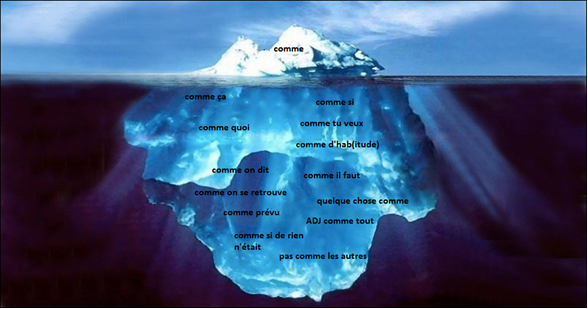 comme
comme ça
comme si
comme quoi
comme tu veux
comme d'hab(itude)
comme on dit
comme il faut
comme on se retrouve
quelque chose comme
comme prévu
ADJ comme tout
comme si de rien
n'était
pas comme les autres